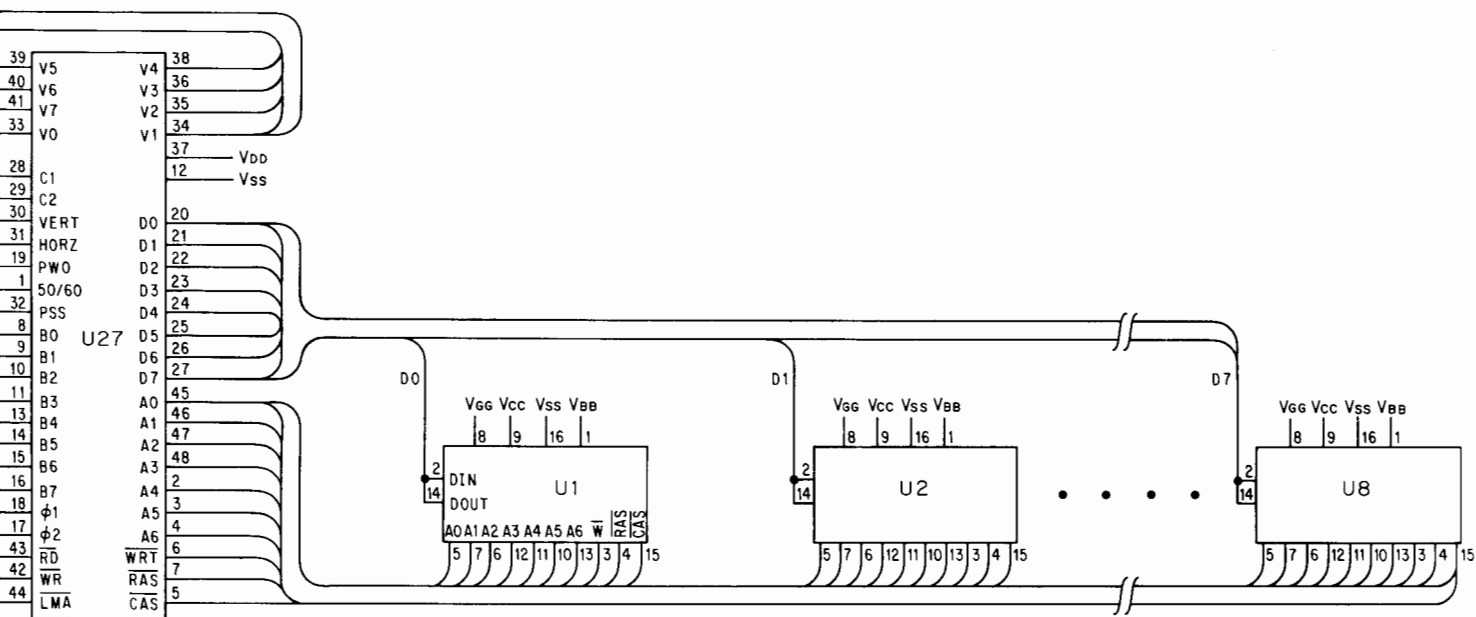 39 V5 V4 38
40 V6 V3 36
41 V7 V2 35
33 V0 V1 34
37 VDD
28 C1 12 VSS
29 C2
30 VERT D0 20
31 HORZ D1 21
19 PWO D2 22
1 50/60 D3 23
32 PSS D4 24
8 B0 U27 D5 25
9 B1 D6 26
10 B2 D7 27
11 B3 A0 45
13 B4 A1 46
14 B5 A2 47
15 B6 A3 48
16 B7 A4 2
18 ϕ1 A5 3
17 ϕ2 A6 4
43 R̅D̅ W̅R̅T̅ 6
42 W̅R̅ R̅A̅S̅ 7
44 L̅M̅A̅ C̅A̅S̅ 5
D0 D1 D7
VGG VCC VSS VBB VGG VCC VSS VBB VGG VCC VSS VBB
8 9 16 1 8 9 16 1 8 9 16 1
2 DIN U1 2 U2 2 U8
14 DOUT 14 14
A0 A1 A2 A3 A4 A5 A6 W̅ R̅A̅S̅ C̅A̅S̅
5 7 6 12 11 10 13 3 4 15 5 7 6 12 11 10 13 3 4 15 5 7 6 12 11 10 13 3 4 15